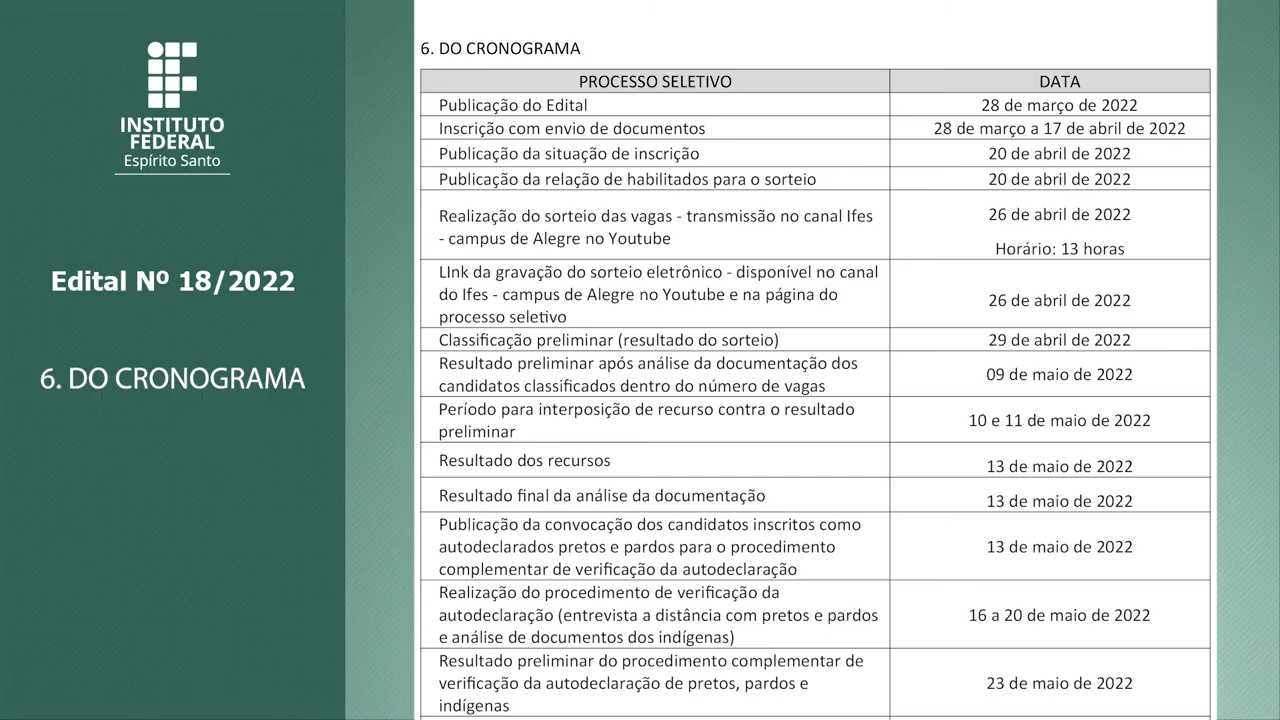 INSTITUTO
FEDERAL
Espírito Santo
Edital Nº 18/2022
6. DO CRONOGRAMA
6. DO CRONOGRAMA
PROCESSO SELETIVO DATA
Publicação do Edital 28 de março de 2022
Inscrição com envio de documentos 28 de março a 17 de abril de 2022
Publicação da situação de inscrição 20 de abril de 2022
Publicação da relação de habilitados para o sorteio 20 de abril de 2022
Realização do sorteio das vagas - transmissão no canal Ifes
- campus de Alegre no Youtube
26 de abril de 2022
Horário: 13 horas
LInk da gravação do sorteio eletrônico - disponível no canal
do Ifes - campus de Alegre no Youtube e na página do
processo seletivo
26 de abril de 2022
Classificação preliminar (resultado do sorteio) 29 de abril de 2022
Resultado preliminar após análise da documentação dos
candidatos classificados dentro do número de vagas
09 de maio de 2022
Período para interposição de recurso contra o resultado
preliminar
10 e 11 de maio de 2022
Resultado dos recursos 13 de maio de 2022
Resultado final da análise da documentação 13 de maio de 2022
Publicação da convocação dos candidatos inscritos como
autodeclarados pretos e pardos para o procedimento
complementar de verificação da autodeclaração
13 de maio de 2022
Realização do procedimento de verificação da
autodeclaração (entrevista a distância com pretos e pardos
e análise de documentos dos indígenas)
16 a 20 de maio de 2022
Resultado preliminar do procedimento complementar de
verificação da autodeclaração de pretos, pardos e
indígenas
23 de maio de 2022